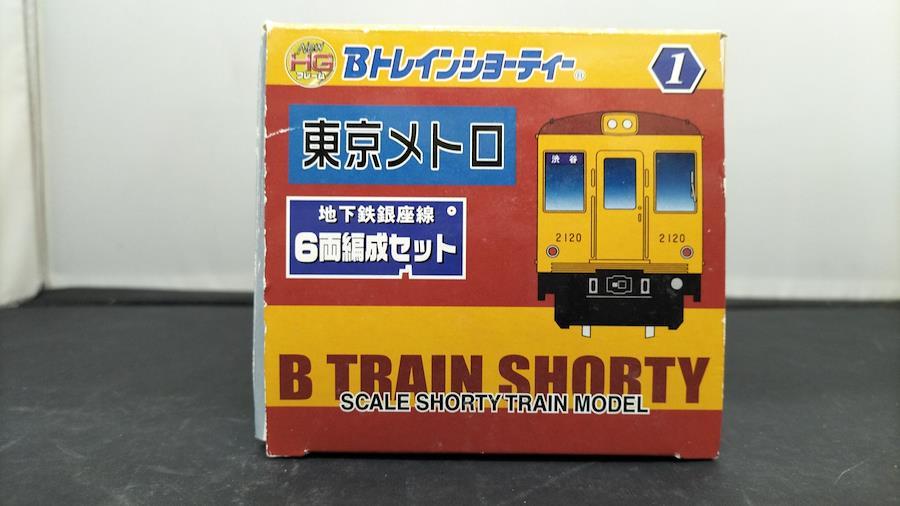 New
HG
フレーム
Bトレインショーティー®
1
東京メトロ
地下鉄銀座線
6両編成セット
渋谷
2120 2120
B TRAIN SHORTY
SCALE SHORTY TRAIN MODEL